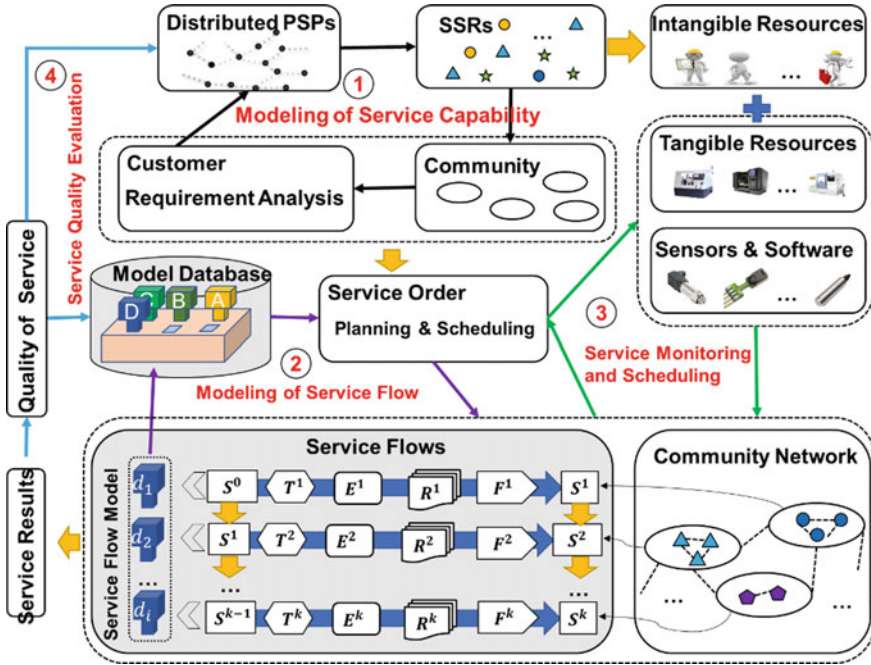 Distributed PSPs
SSRs
...
Intangible Resources
...
4
1
Modeling of Service Capability
Tangible Resources
...
Customer
Requirement Analysis
Community
Sensors & Software
...
Service Quality Evaluation
Quality of Service
Model Database
D
C
B
A
Service Order
Planning & Scheduling
3
Service Monitoring
and Scheduling
2
Modeling of Service Flow
Service Results
Service Flow Model
Service Flows
Community Network
d₁
S⁰ T¹ E¹ R¹ F¹ S¹
d₂
S¹ T² E² R² F² S²
...
...
...
dᵢ
Sᵏ⁻¹ Tᵏ Eᵏ Rᵏ Fᵏ Sᵏ
...
...